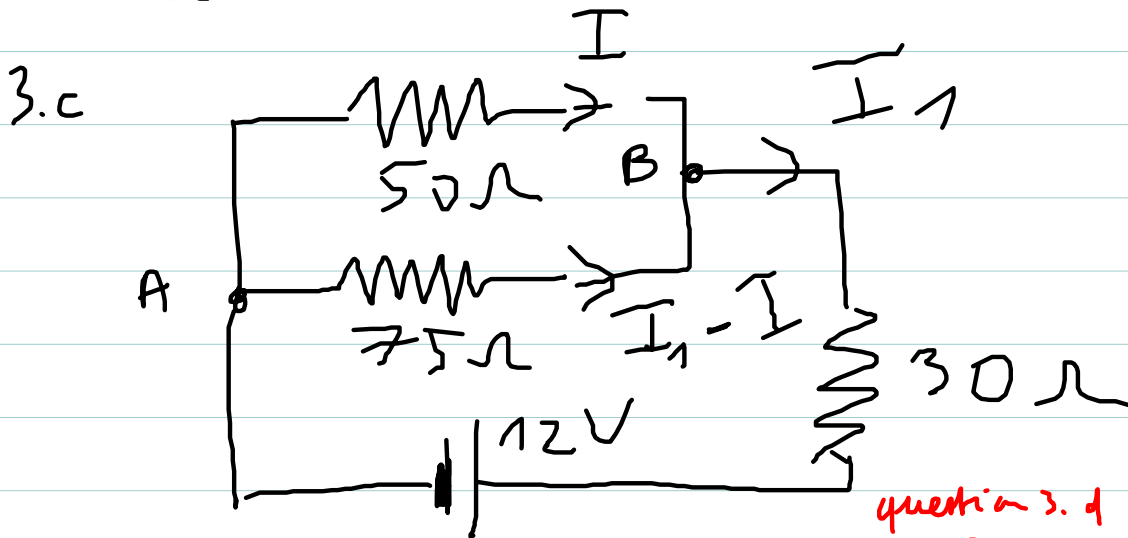 I
3.c
I1
50Ω
B
A
75Ω
I1 - I
30Ω
12V
question 3.d